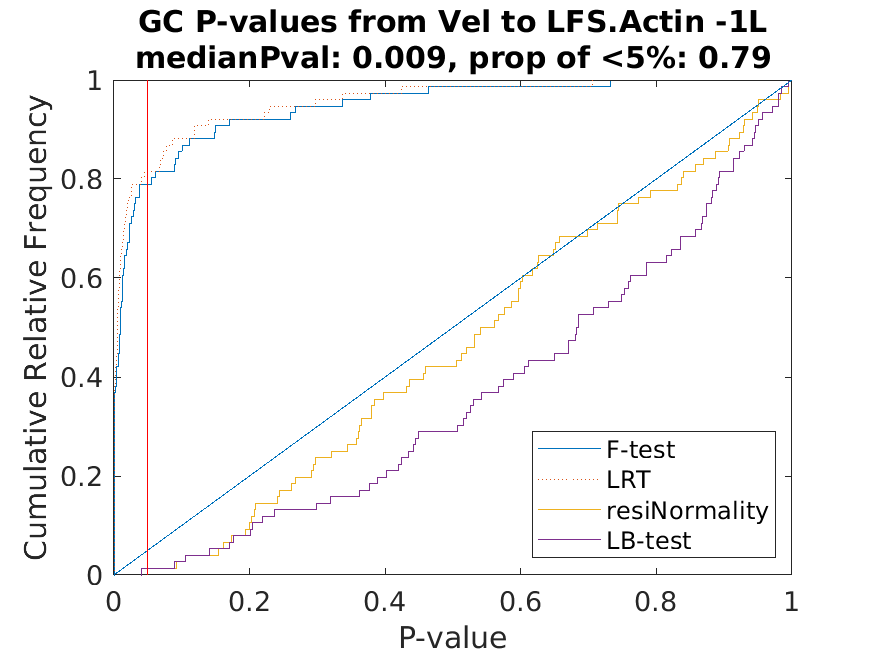 GC P-values from Vel to LFS.Actin -1L
medianPval: 0.009, prop of <5%: 0.79
Cumulative Relative Frequency
1
0.8
0.6
0.4
0.2
0
0 0.2 0.4 0.6 0.8 1
P-value
F-test
LRT
resiNormality
LB-test